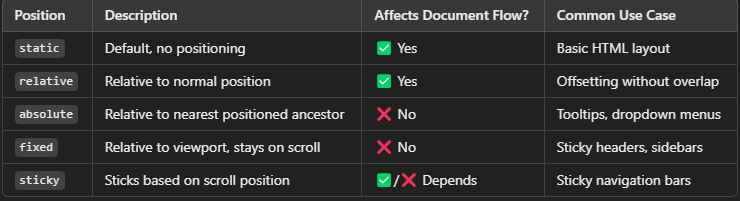 Position Description Affects Document Flow? Common Use Case
static Default, no positioning ✅ Yes Basic HTML layout
relative Relative to normal position ✅ Yes Offsetting without overlap
absolute Relative to nearest positioned ancestor ❌ No Tooltips, dropdown menus
fixed Relative to viewport, stays on scroll ❌ No Sticky headers, sidebars
sticky Sticks based on scroll position ✅/❌ Depends Sticky navigation bars